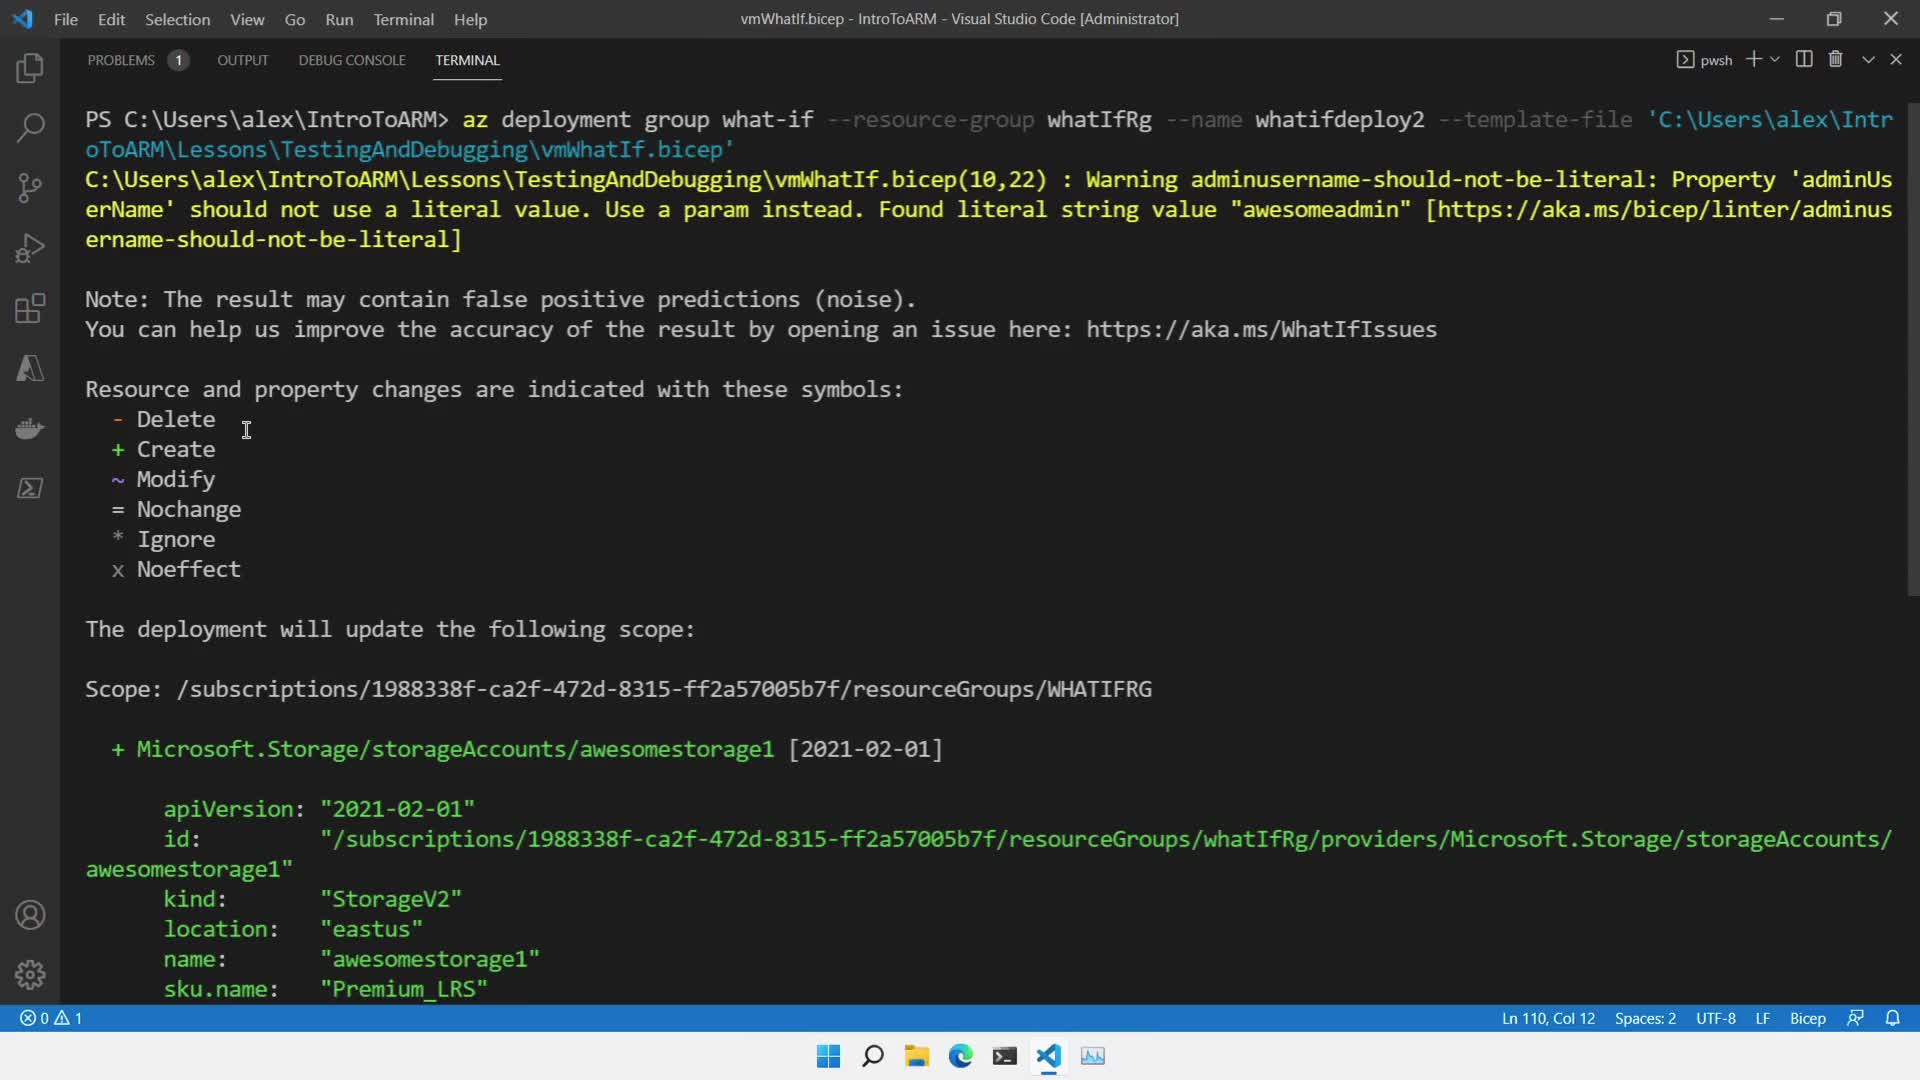 File Edit Selection View Go Run Terminal Help
vmWhatIf.bicep - IntroToARM - Visual Studio Code [Administrator]
PROBLEMS 1 OUTPUT DEBUG CONSOLE TERMINAL
pwsh
PS C:\Users\alex\IntroToARM> az deployment group what-if --resource-group whatIfRg --name whatifdeploy2 --template-file 'C:\Users\alex\Intr
oToARM\Lessons\TestingAndDebugging\vmWhatIf.bicep'
C:\Users\alex\IntroToARM\Lessons\TestingAndDebugging\vmWhatIf.bicep(10,22) : Warning adminusername-should-not-be-literal: Property 'adminUs
erName' should not use a literal value. Use a param instead. Found literal string value "awesomeadmin" [https://aka.ms/bicep/linter/adminus
ername-should-not-be-literal]
Note: The result may contain false positive predictions (noise).
You can help us improve the accuracy of the result by opening an issue here: https://aka.ms/WhatIfIssues
Resource and property changes are indicated with these symbols:
- Delete
+ Create
~ Modify
= Nochange
* Ignore
x Noeffect
The deployment will update the following scope:
Scope: /subscriptions/1988338f-ca2f-472d-8315-ff2a57005b7f/resourceGroups/WHATIFRG
+ Microsoft.Storage/storageAccounts/awesomestorage1 [2021-02-01]
apiVersion: "2021-02-01"
id: "/subscriptions/1988338f-ca2f-472d-8315-ff2a57005b7f/resourceGroups/whatIfRg/providers/Microsoft.Storage/storageAccounts/
awesomestorage1"
kind: "StorageV2"
location: "eastus"
name: "awesomestorage1"
sku.name: "Premium_LRS"
0 1 Ln 110, Col 12 Spaces: 2 UTF-8 LF Bicep